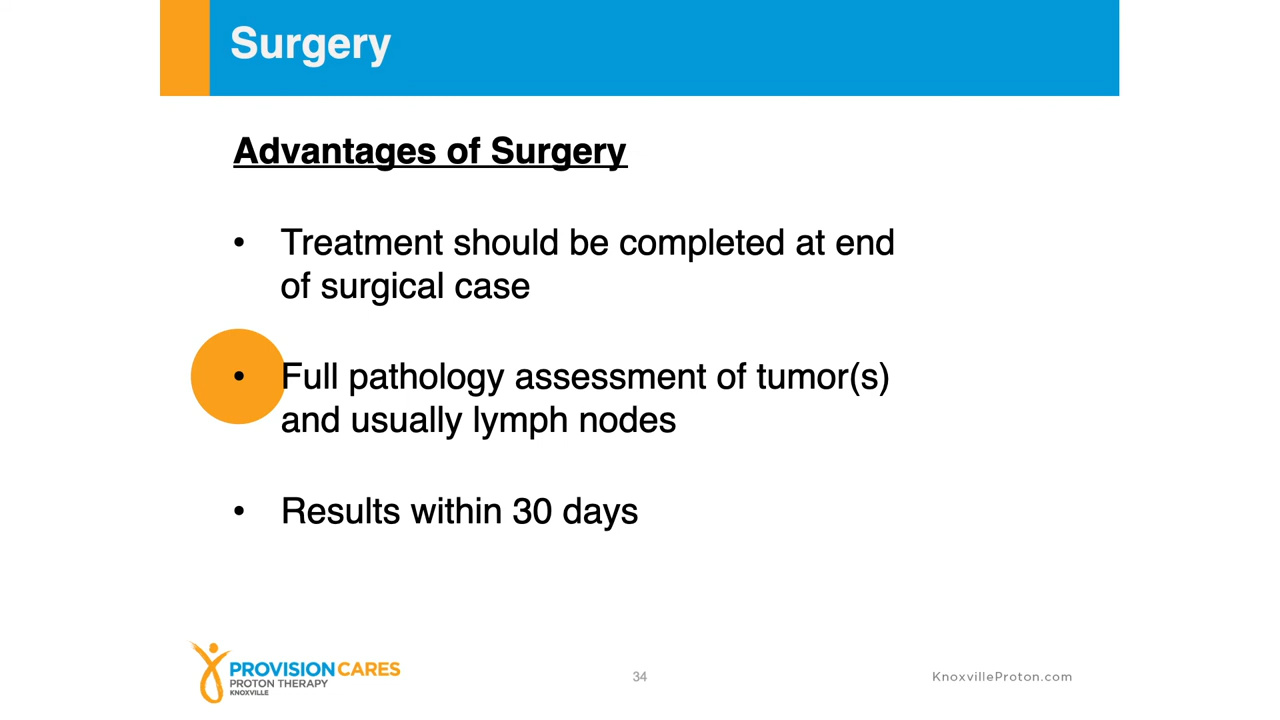 Surgery
Advantages of Surgery
• Treatment should be completed at end
of surgical case
• Full pathology assessment of tumor(s)
and usually lymph nodes
• Results within 30 days
PROVISION CARES
PROTON THERAPY
KNOXVILLE
34
KnoxvilleProton.com